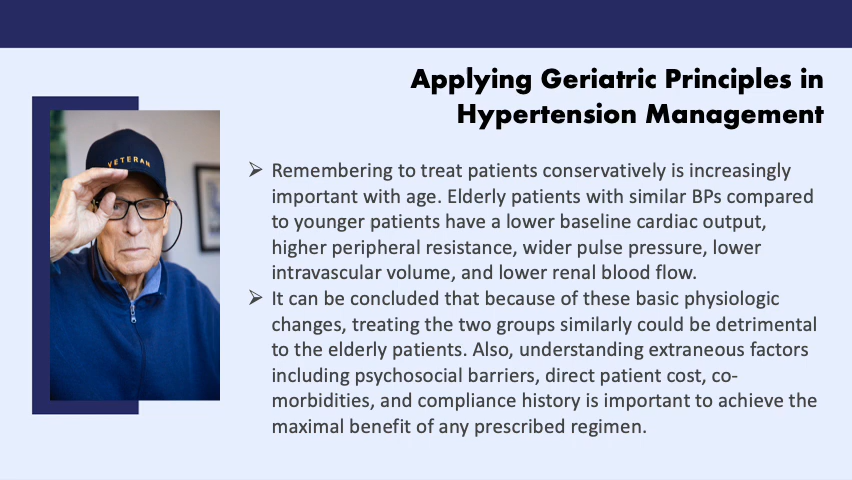 Applying Geriatric Principles in
Hypertension Management
VETERAN
➢ Remembering to treat patients conservatively is increasingly
important with age. Elderly patients with similar BPs compared
to younger patients have a lower baseline cardiac output,
higher peripheral resistance, wider pulse pressure, lower
intravascular volume, and lower renal blood flow.
➢ It can be concluded that because of these basic physiologic
changes, treating the two groups similarly could be detrimental
to the elderly patients. Also, understanding extraneous factors
including psychosocial barriers, direct patient cost, co-
morbidities, and compliance history is important to achieve the
maximal benefit of any prescribed regimen.